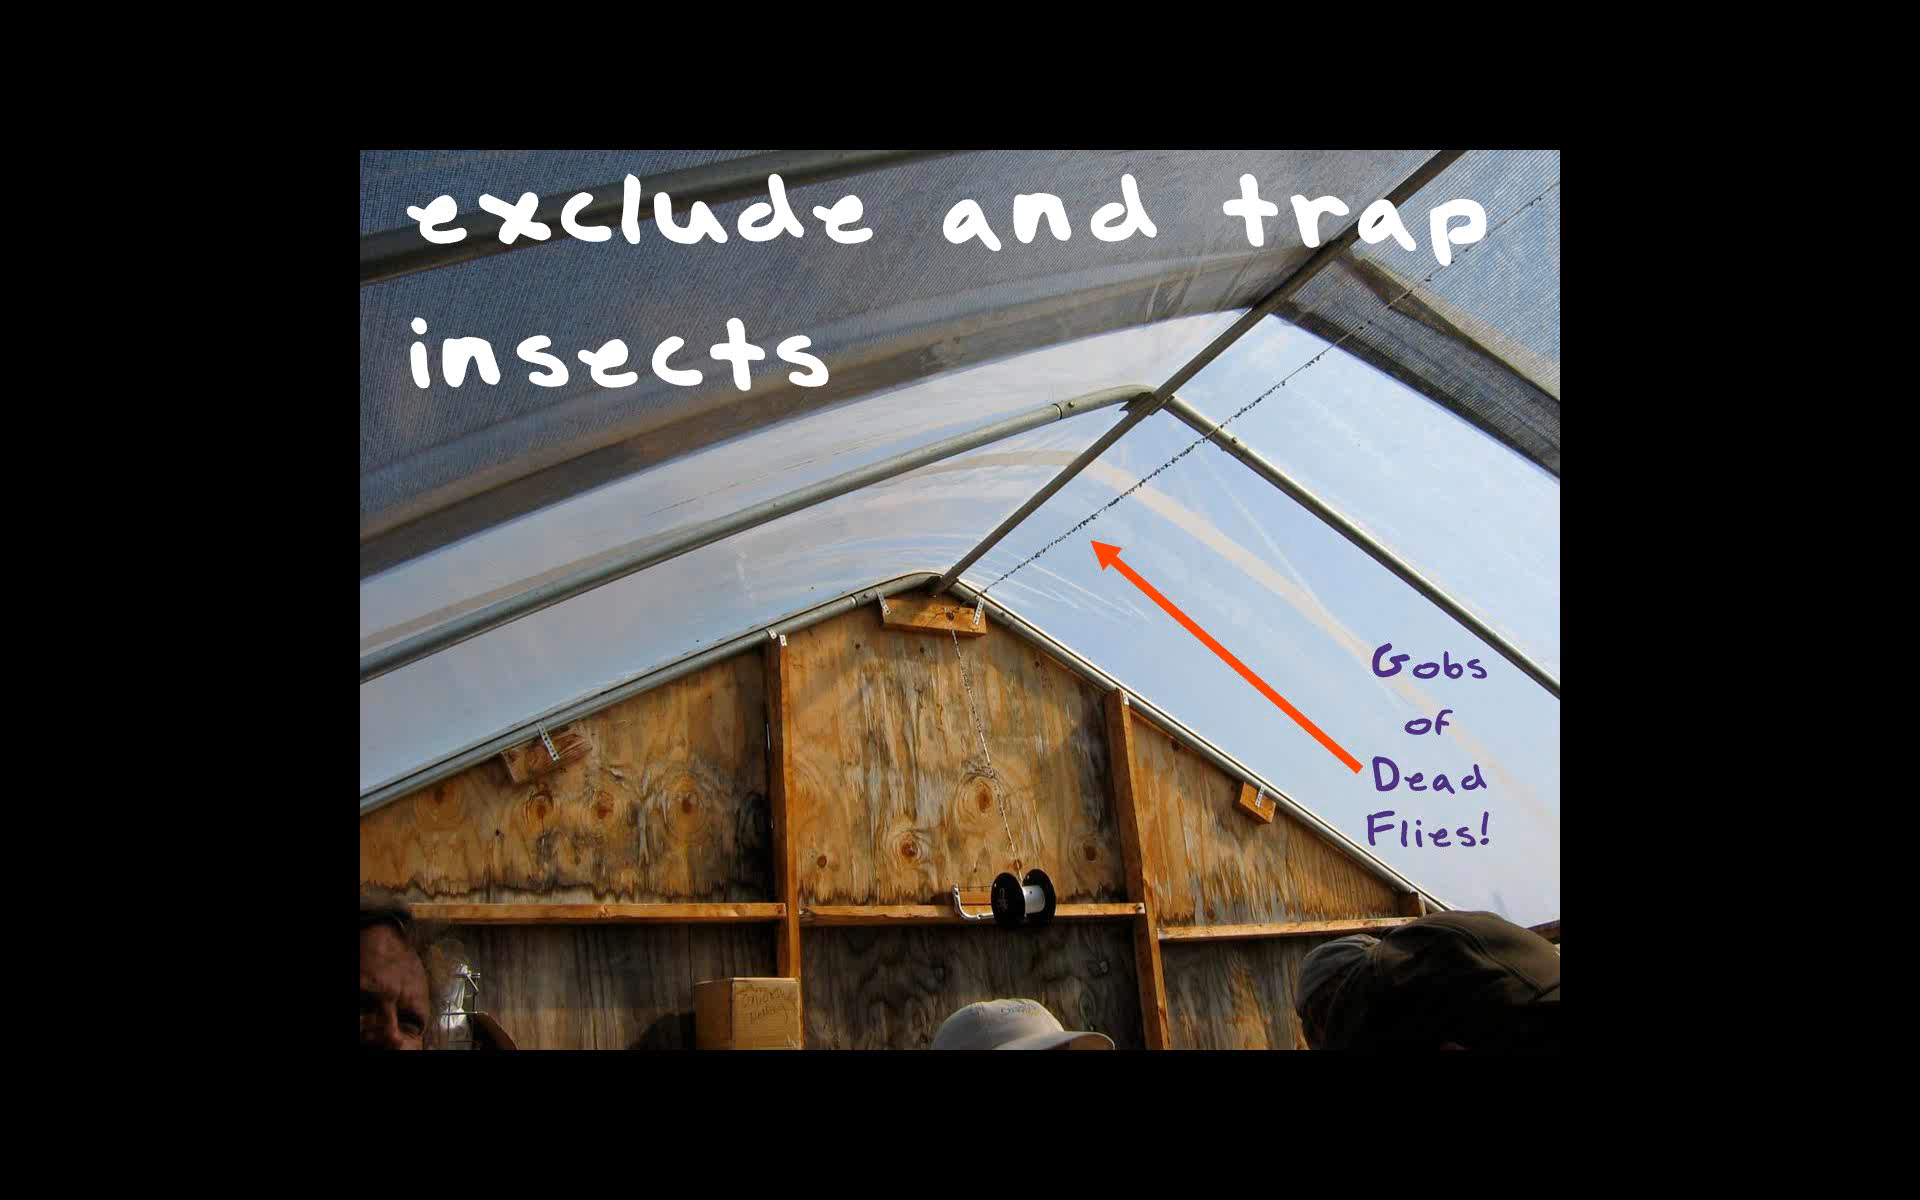 exclude and trap
insects
Gobs
of
Dead
Flies!